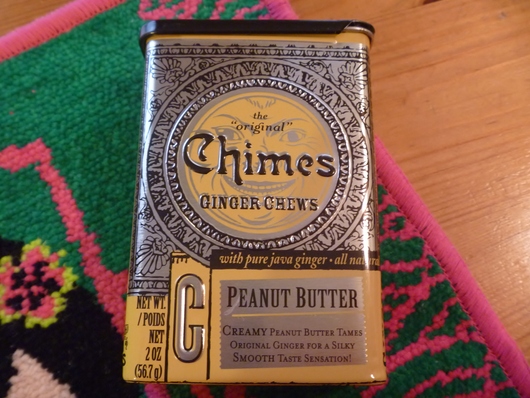 the
"original"
Chimes
GINGER CHEWS
with pure java ginger · all natural
NET WT.
/ POIDS
NET
2 OZ
(56.7 g)
C
PEANUT BUTTER
CREAMY PEANUT BUTTER TAMES
ORIGINAL GINGER FOR A SILKY
SMOOTH TASTE SENSATION!